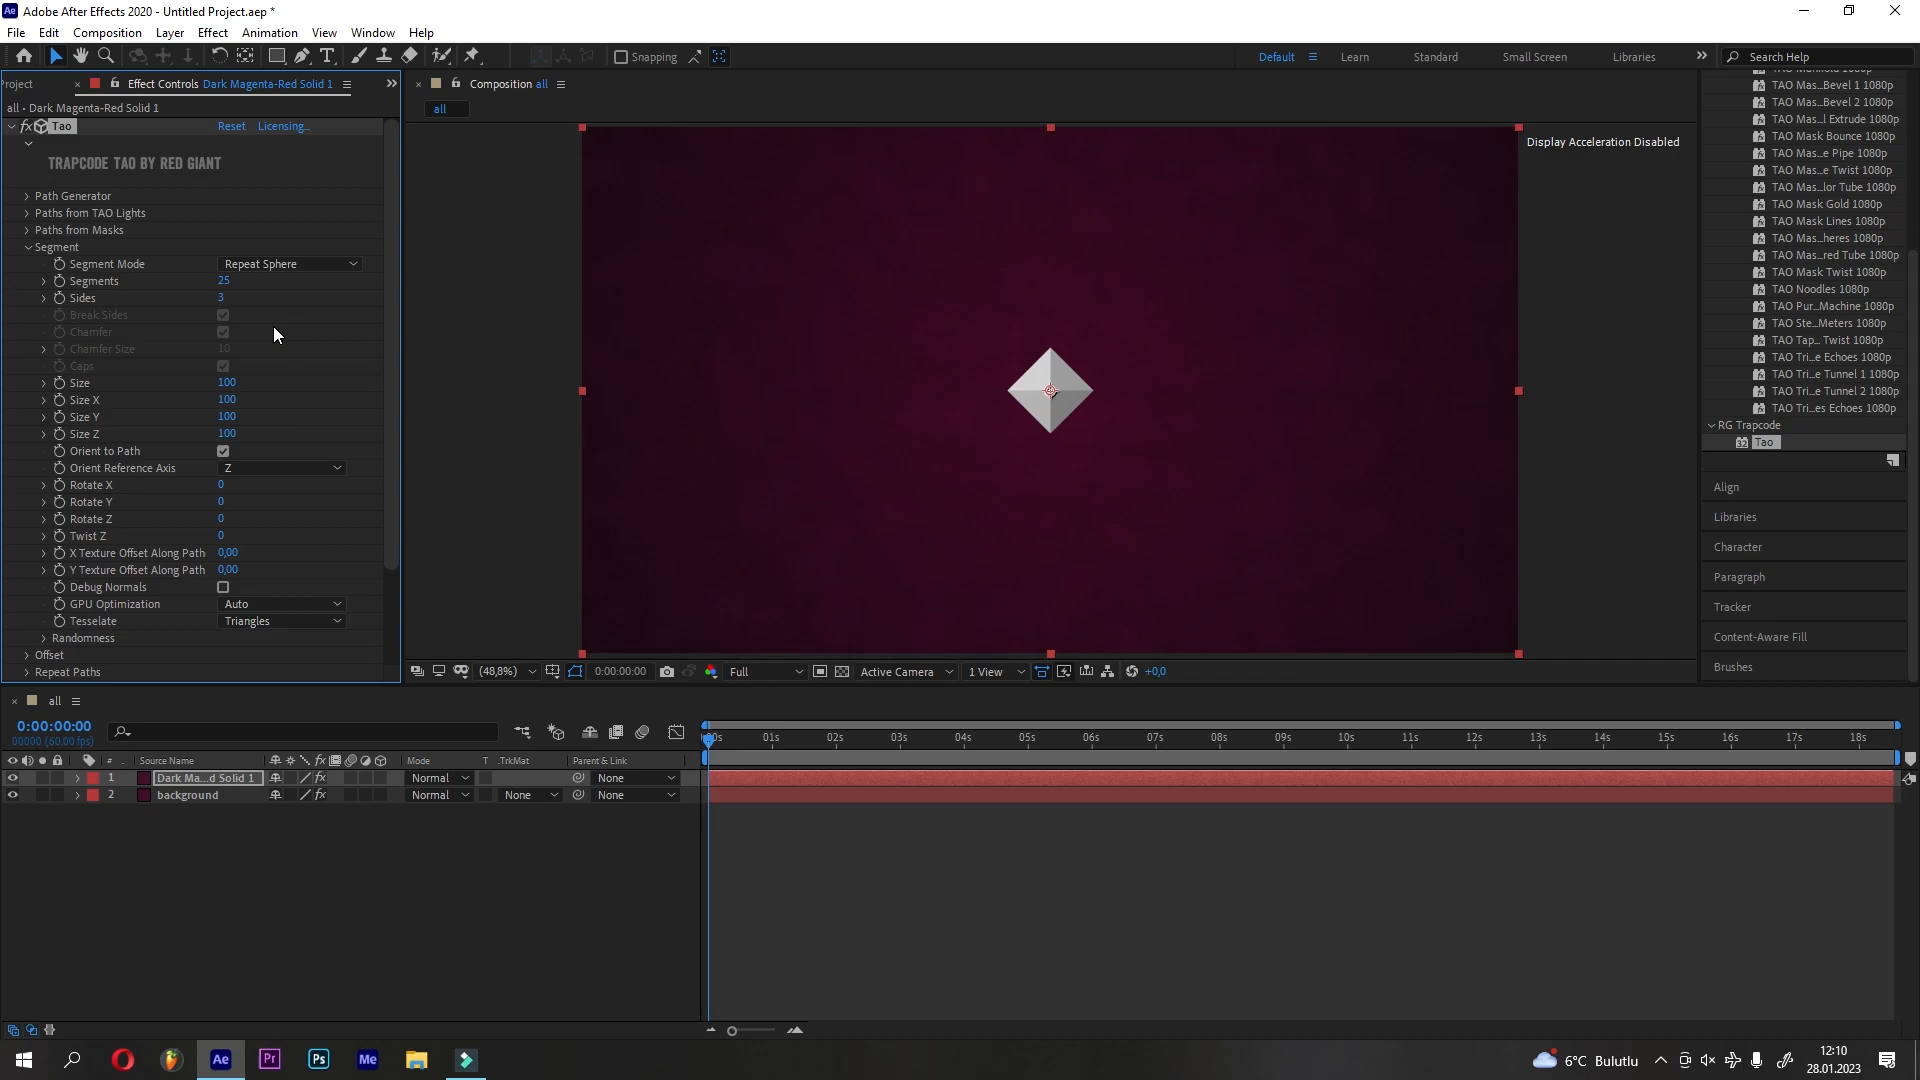 Adobe After Effects 2020 - Untitled Project.aep *
File Edit Composition Layer Effect Animation View Window Help
Snapping
Default Learn Standard Small Screen Libraries Search Help
Project Effect Controls Dark Magenta-Red Solid 1
Composition all
all • Dark Magenta-Red Solid 1
all
Tao Reset Licensing...
TRAPCODE TAO BY RED GIANT
Path Generator
Paths from TAO Lights
Paths from Masks
Segment
Segment Mode Repeat Sphere
Segments 25
Sides 3
Break Sides
Chamfer
Chamfer Size 10
Caps
Size 100
Size X 100
Size Y 100
Size Z 100
Orient to Path
Orient Reference Axis Z
Rotate X 0
Rotate Y 0
Rotate Z 0
Twist Z 0
X Texture Offset Along Path 0,00
Y Texture Offset Along Path 0,00
Debug Normals
GPU Optimization Auto
Tesselate Triangles
Randomness
Offset
Repeat Paths
Display Acceleration Disabled
(48,8%) 0:00:00:00 Full Active Camera 1 View +0,0
TAO Mas...Bevel 1 1080p
TAO Mas...Bevel 2 1080p
TAO Mas...l Extrude 1080p
TAO Mask Bounce 1080p
TAO Mas...e Pipe 1080p
TAO Mas...e Twist 1080p
TAO Mas...lor Tube 1080p
TAO Mask Gold 1080p
TAO Mask Lines 1080p
TAO Mas...heres 1080p
TAO Mas...red Tube 1080p
TAO Mask Twist 1080p
TAO Noodles 1080p
TAO Pur...Machine 1080p
TAO Ste...Meters 1080p
TAO Tap... Twist 1080p
TAO Tri...e Echoes 1080p
TAO Tri...e Tunnel 1 1080p
TAO Tri...e Tunnel 2 1080p
TAO Tri...es Echoes 1080p
RG Trapcode
32 Tao
Align
Libraries
Character
Paragraph
Tracker
Content-Aware Fill
Brushes
all
0:00:00:00
00000 (60.00 fps)
00s 01s 02s 03s 04s 05s 06s 07s 08s 09s 10s 11s 12s 13s 14s 15s 16s 17s 18s
# Source Name Mode T .TrkMat Parent & Link
1 Dark Ma...d Solid 1 Normal None
2 background Normal None None
Ae Pr Ps Me
6°C Bulutlu
12:10
28.01.2023